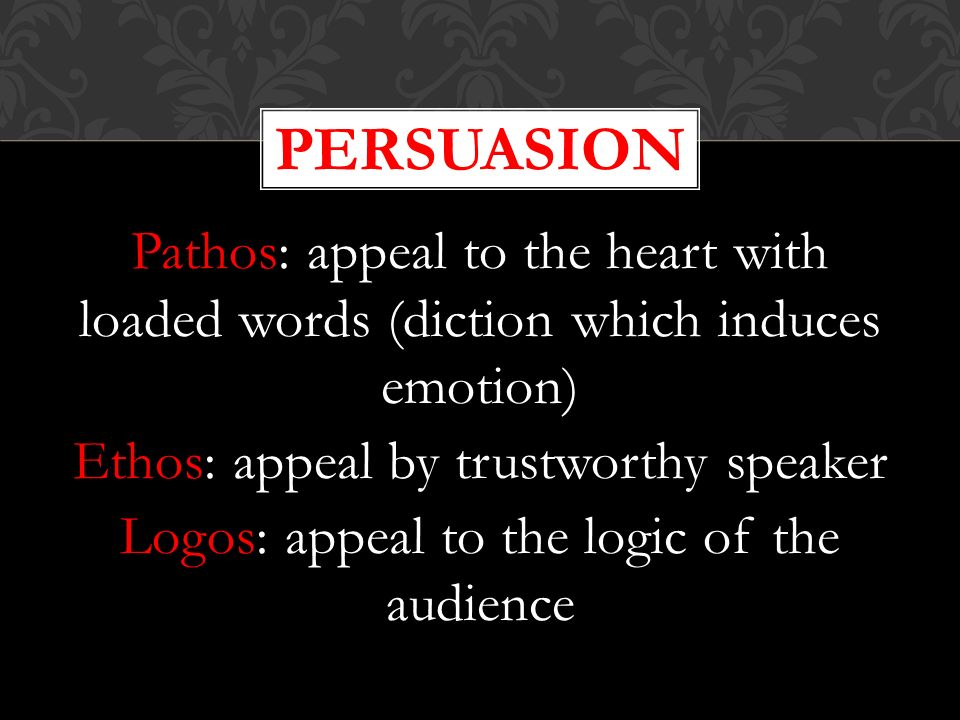 PERSUASION
Pathos: appeal to the heart with
loaded words (diction which induces
emotion)
Ethos: appeal by trustworthy speaker
Logos: appeal to the logic of the
audience